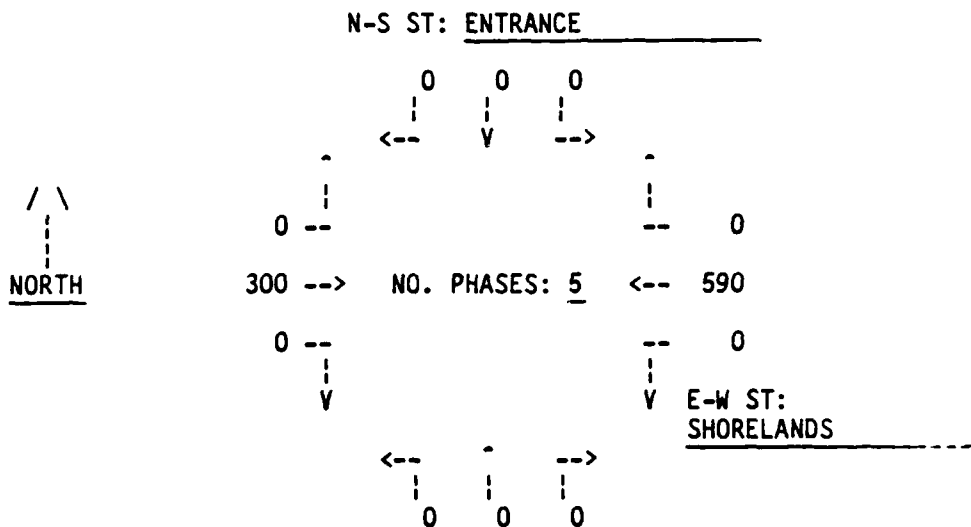 N-S ST: ENTRANCE
0 0 0
<-- V -->
0 -- -- 0
NORTH 300 --> NO. PHASES: 5 <-- 590
0 -- -- 0
V V E-W ST:
SHORELANDS
<-- -->
0 0 0